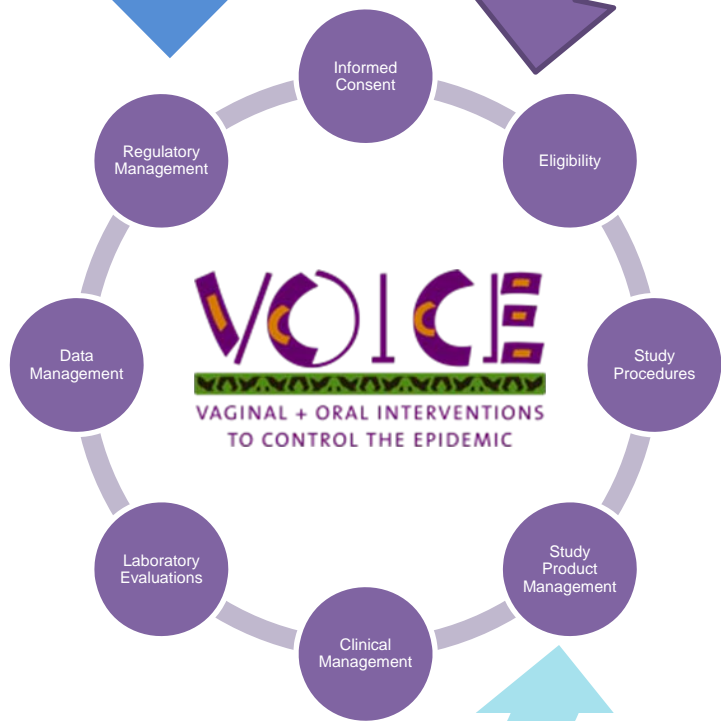 Informed
Consent
Regulatory
Management
Eligibility
VOICE
VAGINAL + ORAL INTERVENTIONS
TO CONTROL THE EPIDEMIC
Data
Management
Study
Procedures
Laboratory
Evaluations
Study
Product
Management
Clinical
Management